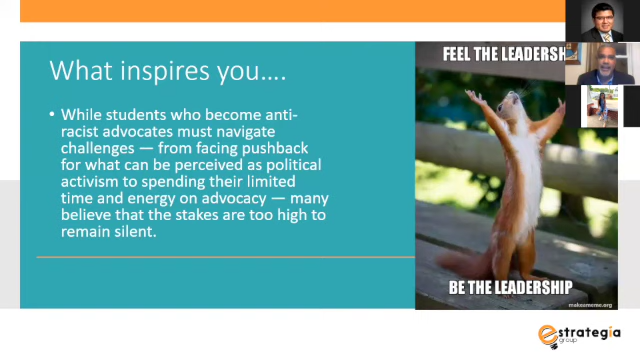 What inspires you....
• While students who become anti-
racist advocates must navigate
challenges — from facing pushback
for what can be perceived as political
activism to spending their limited
time and energy on advocacy — many
believe that the stakes are too high to
remain silent.
FEEL THE LEADERSH
BE THE LEADERSHIP
makeameme.org
estrategia
group